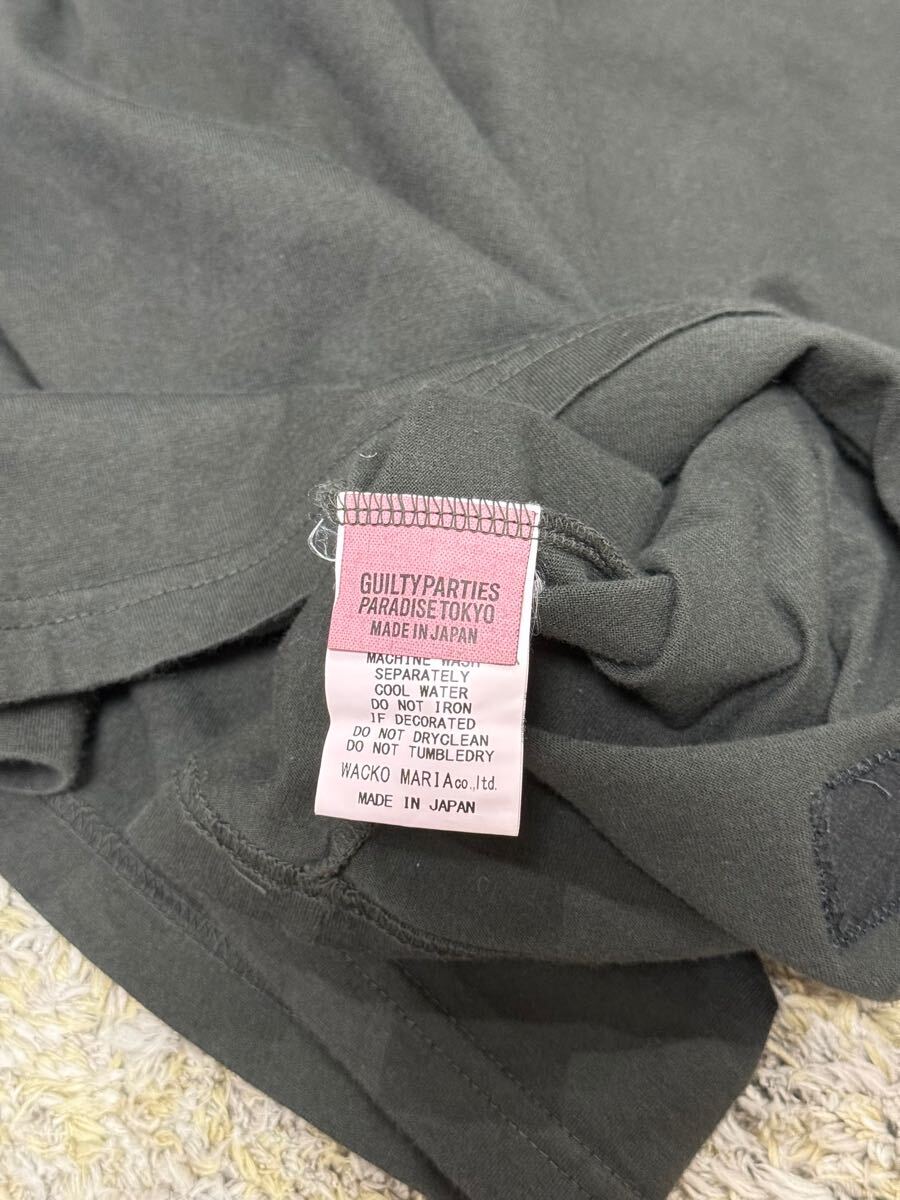 GUILTYPARTIES
PARADISETOKYO
MADE IN JAPAN
MACHINE WASH
SEPARATELY
COOL WATER
DO NOT IRON
IF DECORATED
DO NOT DRYCLEAN
DO NOT TUMBLEDRY
WACKO MARIA co.,ltd.
MADE IN JAPAN